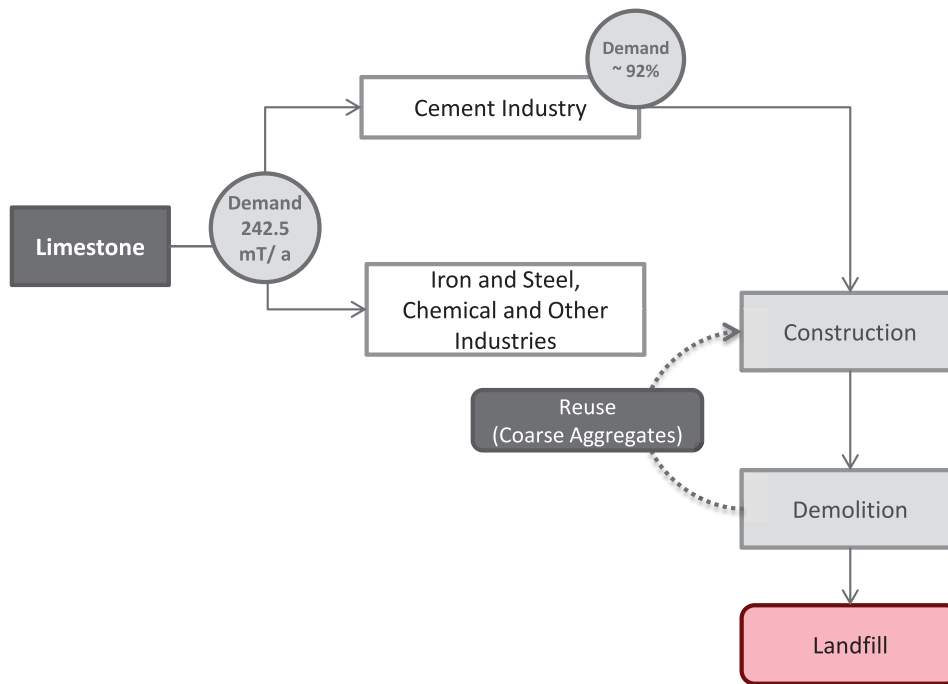 Demand
~ 92%
Cement Industry
Demand
242.5
mT/ a
Limestone
Iron and Steel,
Chemical and Other
Industries
Construction
Reuse
(Coarse Aggregates)
Demolition
Landfill